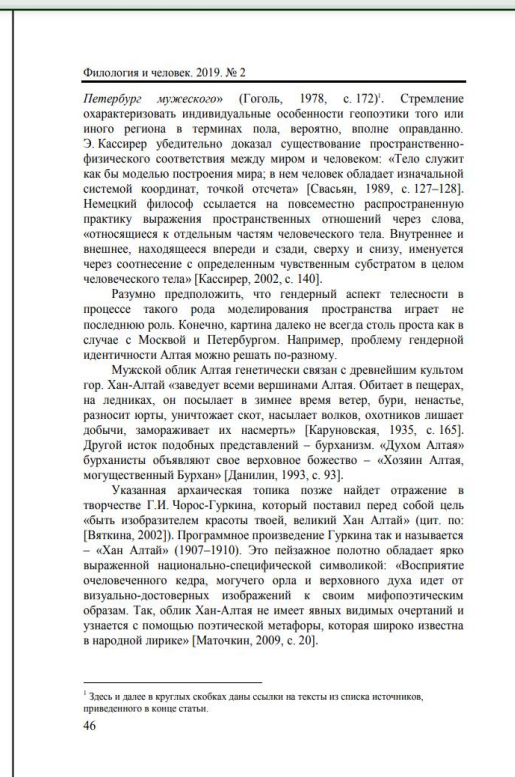 Филология и человек. 2019. № 2
Петербург мужеского» (Гоголь, 1978, с. 172)¹. Стремление
охарактеризовать индивидуальные особенности геопоэтики того или
иного региона в терминах пола, вероятно, вполне оправданно.
Э. Кассирер убедительно доказал существование пространственно-
физического соответствия между миром и человеком: «Тело служит
как бы моделью построения мира; в нем человек обладает изначальной
системой координат, точкой отсчета» [Свасьян, 1989, с. 127–128].
Немецкий философ ссылается на повсеместно распространенную
практику выражения пространственных отношений через слова,
«относящиеся к отдельным частям человеческого тела. Внутреннее и
внешнее, находящееся впереди и сзади, сверху и снизу, именуется
через соотнесение с определенным чувственным субстратом в целом
человеческого тела» [Кассирер, 2002, с. 140].
Разумно предположить, что гендерный аспект телесности в
процессе такого рода моделирования пространства играет не
последнюю роль. Конечно, картина далеко не всегда столь проста как в
случае с Москвой и Петербургом. Например, проблему гендерной
идентичности Алтая можно решать по-разному.
Мужской облик Алтая генетически связан с древнейшим культом
гор. Хан-Алтай «заведует всеми вершинами Алтая. Обитает в пещерах,
на ледниках, он посылает в зимнее время ветер, бури, ненастье,
разносит юрты, уничтожает скот, насылает волков, охотников лишает
добычи, замораживает их насмерть» [Каруновская, 1935, с. 165].
Другой исток подобных представлений – бурханизм. «Духом Алтая»
бурханисты объявляют свое верховное божество – «Хозяин Алтая,
могущественный Бурхан» [Данилин, 1993, с. 93].
Указанная архаическая топика позже найдет отражение в
творчестве Г.И. Чорос-Гуркина, который поставил перед собой цель
«быть изобразителем красоты твоей, великий Хан Алтай» (цит. по:
[Вяткина, 2002]). Программное произведение Гуркина так и называется
– «Хан Алтай» (1907–1910). Это пейзажное полотно обладает ярко
выраженной национально-специфической символикой: «Восприятие
очеловеченного кедра, могучего орла и верховного духа идет от
визуально-достоверных изображений к своим мифопоэтическим
образам. Так, облик Хан-Алтая не имеет явных видимых очертаний и
узнается с помощью поэтической метафоры, которая широко известна
в народной лирике» [Маточкин, 2009, с. 20].
¹ Здесь и далее в круглых скобках даны ссылки на тексты из списка источников,
приведенного в конце статьи.
46